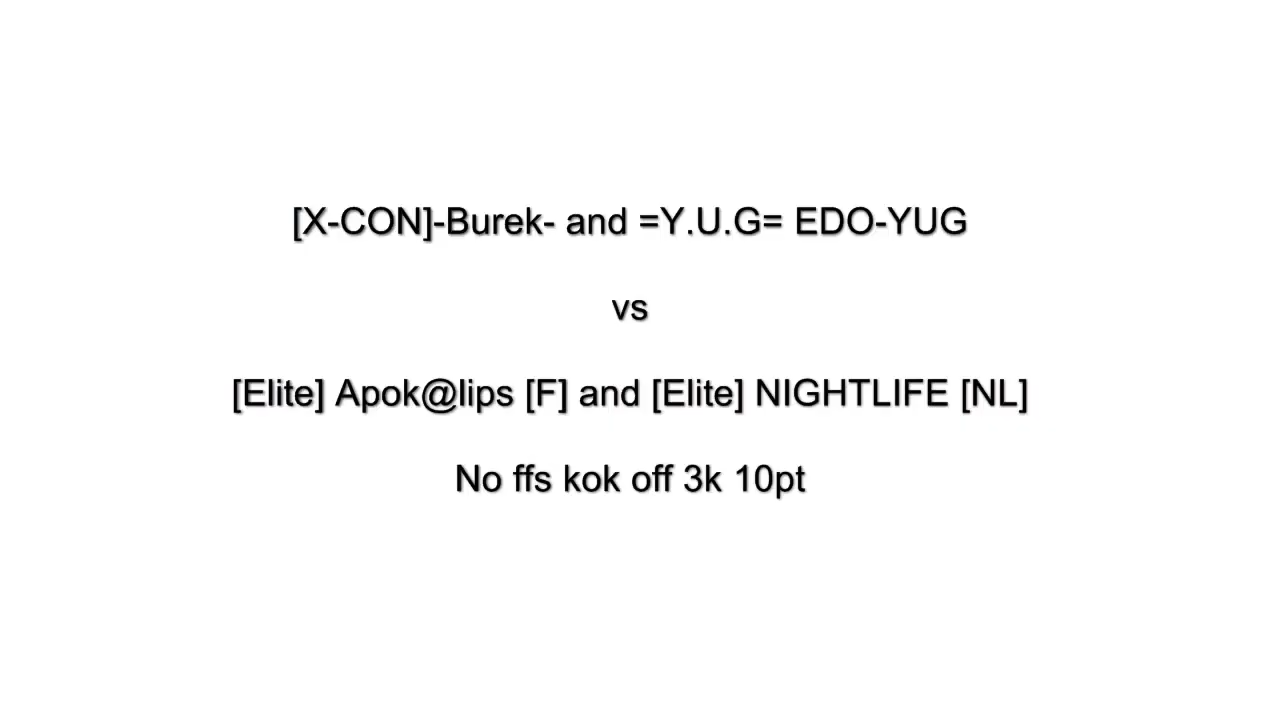 [X-CON]-Burek- and =Y.U.G= EDO-YUG
vs
[Elite] Apok@lips [F] and [Elite] NIGHTLIFE [NL]
No ffs kok off 3k 10pt